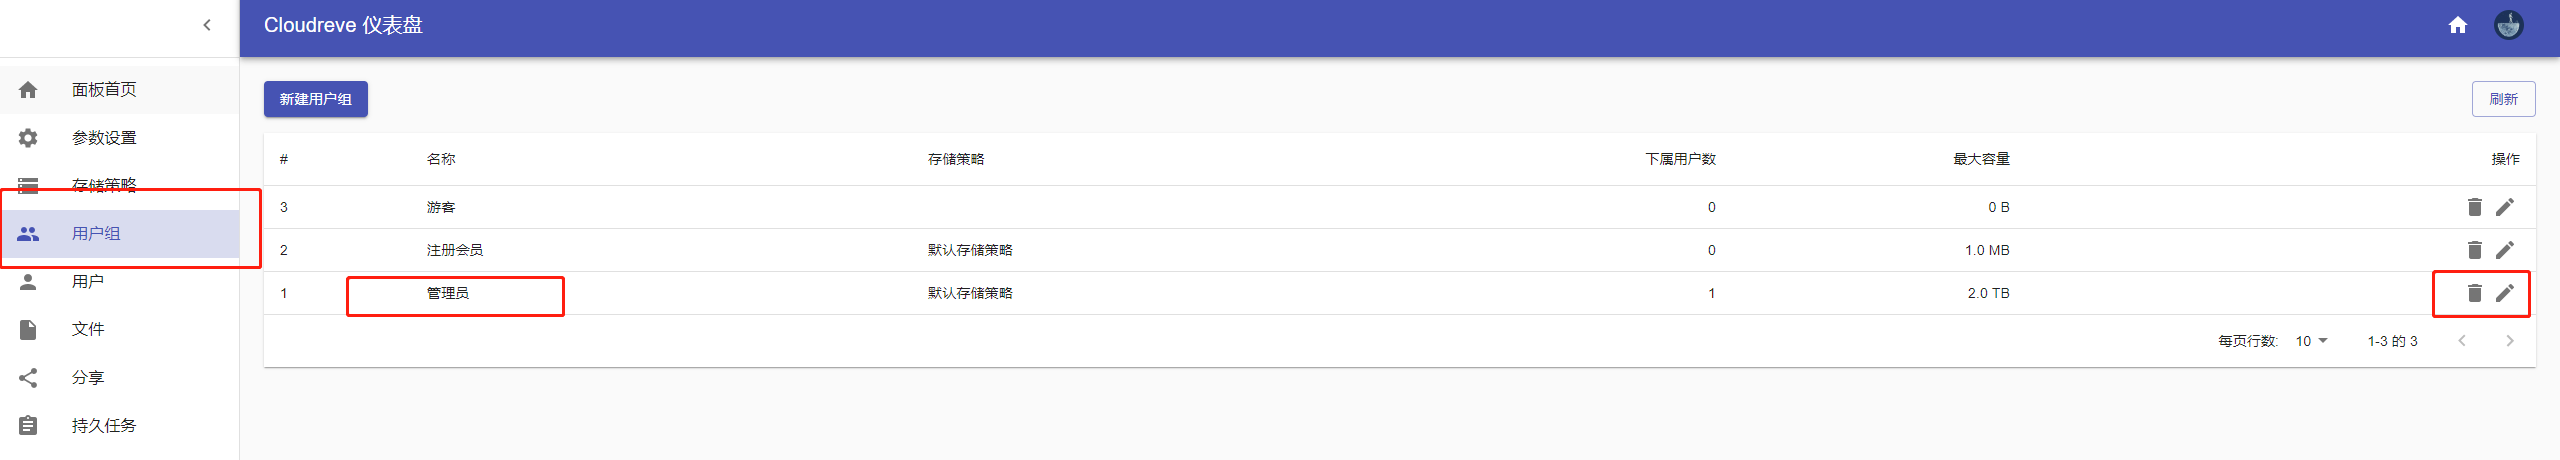 Cloudreve 仪表盘
面板首页
参数设置
存储策略
用户组
用户
文件
分享
持久任务
新建用户组
刷新
# 名称 存储策略 下属用户数 最大容量 操作
3 游客 0 0 B
2 注册会员 默认存储策略 0 1.0 MB
1 管理员 默认存储策略 1 2.0 TB
每页行数: 10 1-3 的 3